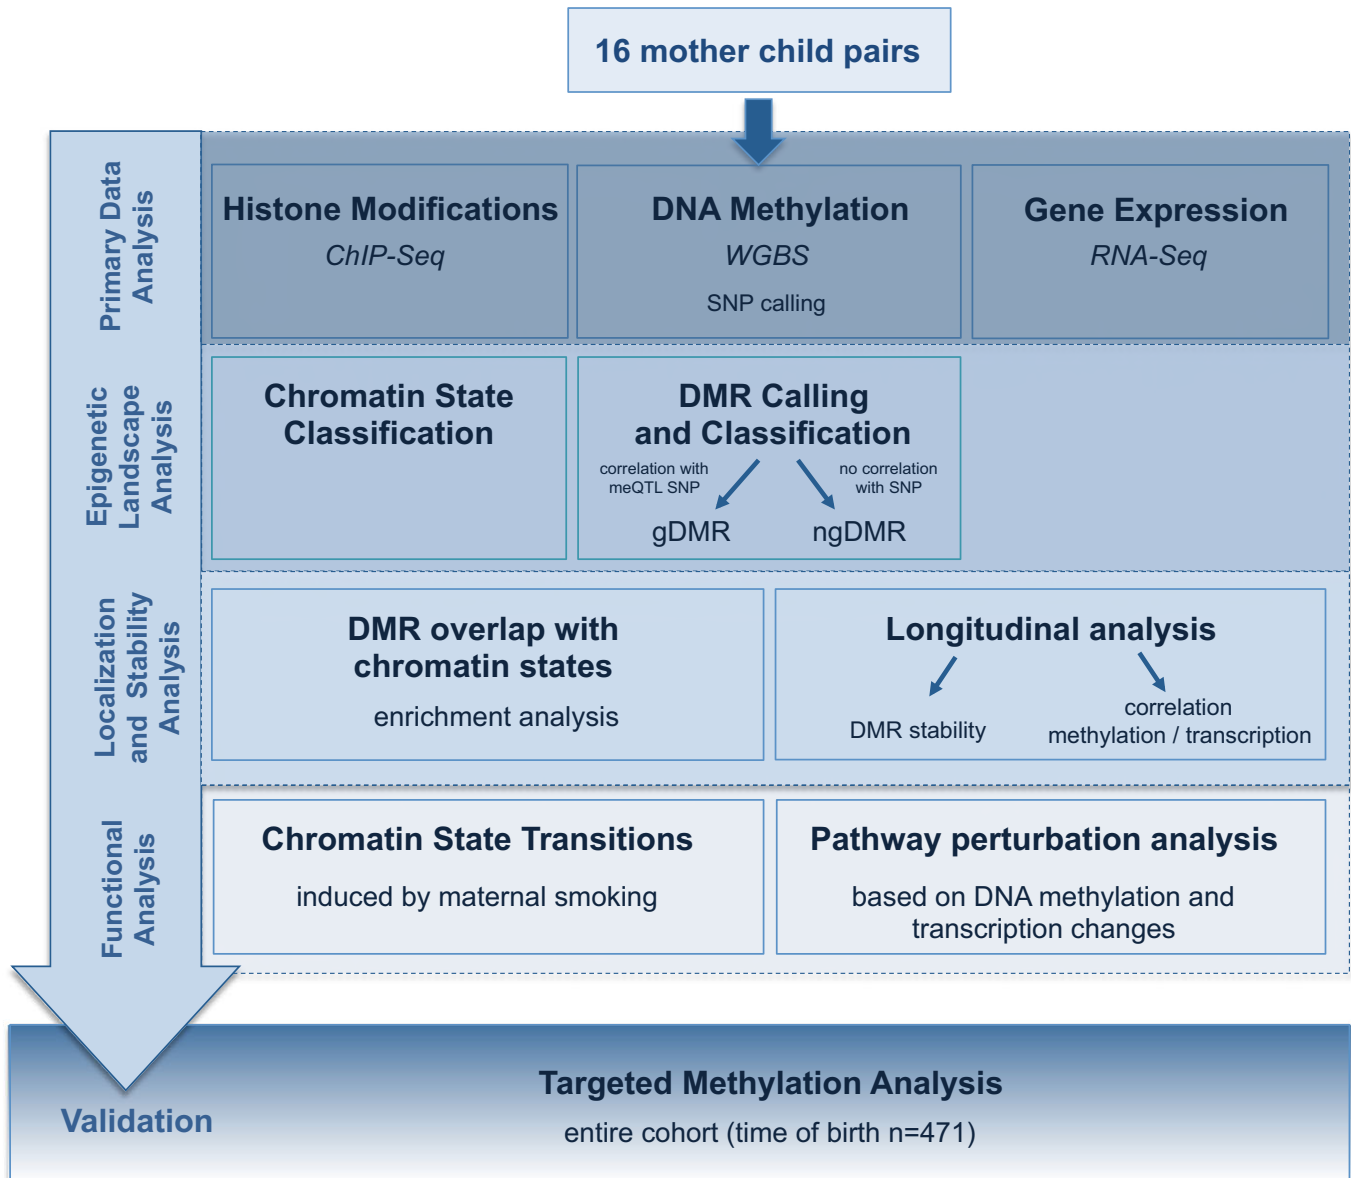 16 mother child pairs
Primary Data
Analysis
Histone Modifications
ChIP-Seq
DNA Methylation
WGBS
SNP calling
Gene Expression
RNA-Seq
Epigenetic
Landscape
Analysis
Chromatin State
Classification
DMR Calling
and Classification
correlation with
meQTL SNP
no correlation
with SNP
gDMR
ngDMR
Localization
and Stability
Analysis
DMR overlap with
chromatin states
enrichment analysis
Longitudinal analysis
DMR stability
correlation
methylation / transcription
Functional
Analysis
Chromatin State Transitions
induced by maternal smoking
Pathway perturbation analysis
based on DNA methylation and
transcription changes
Validation
Targeted Methylation Analysis
entire cohort (time of birth n=471)